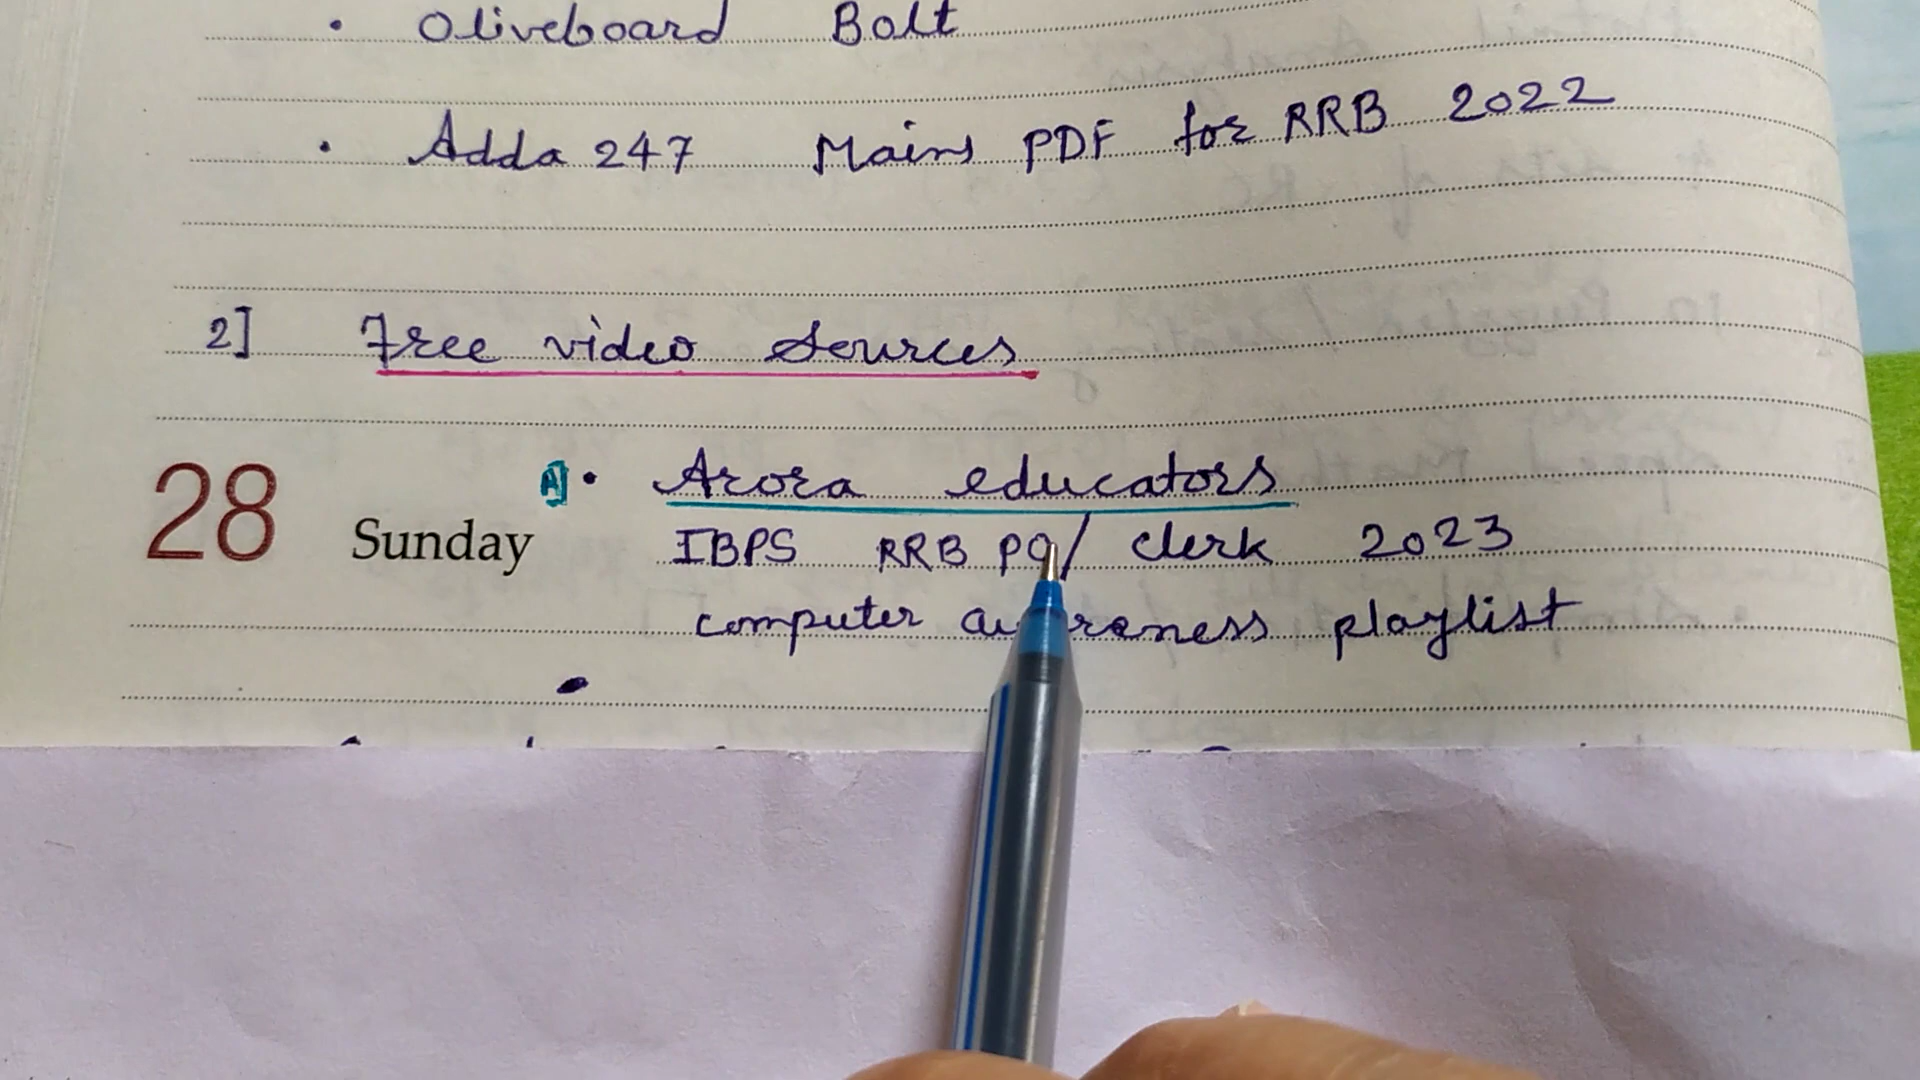 • Oliveboard Bolt
• Adda 247 Mains PDF for RRB 2022
2] Free video sources
A] • Arora educators
28 Sunday IBPS RRB PO/ clerk 2023
computer awareness playlist